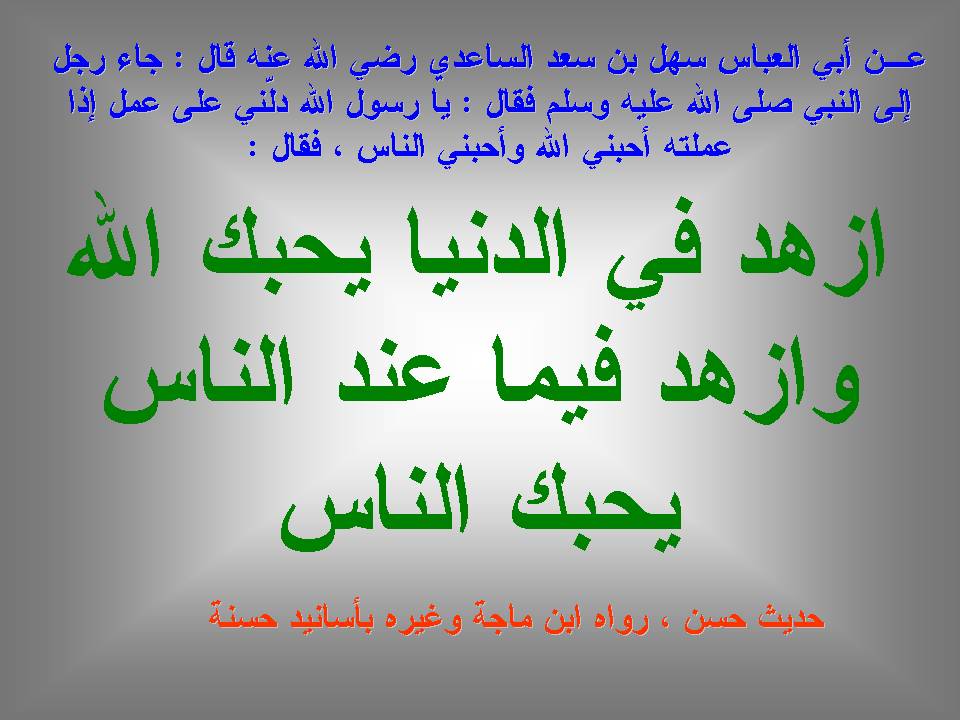 عـــن أبي العباس سهل بن سعد الساعدي رضي الله عنه قال : جاء رجل
إلى النبي صلى الله عليه وسلم فقال : يا رسول الله دلّني على عمل إذا
عملته أحبني الله وأحبني الناس ، فقال :
ازهد في الدنيا يحبك الله
وازهد فيما عند الناس
يحبك الناس
حديث حسن ، رواه ابن ماجة وغيره بأسانيد حسنة